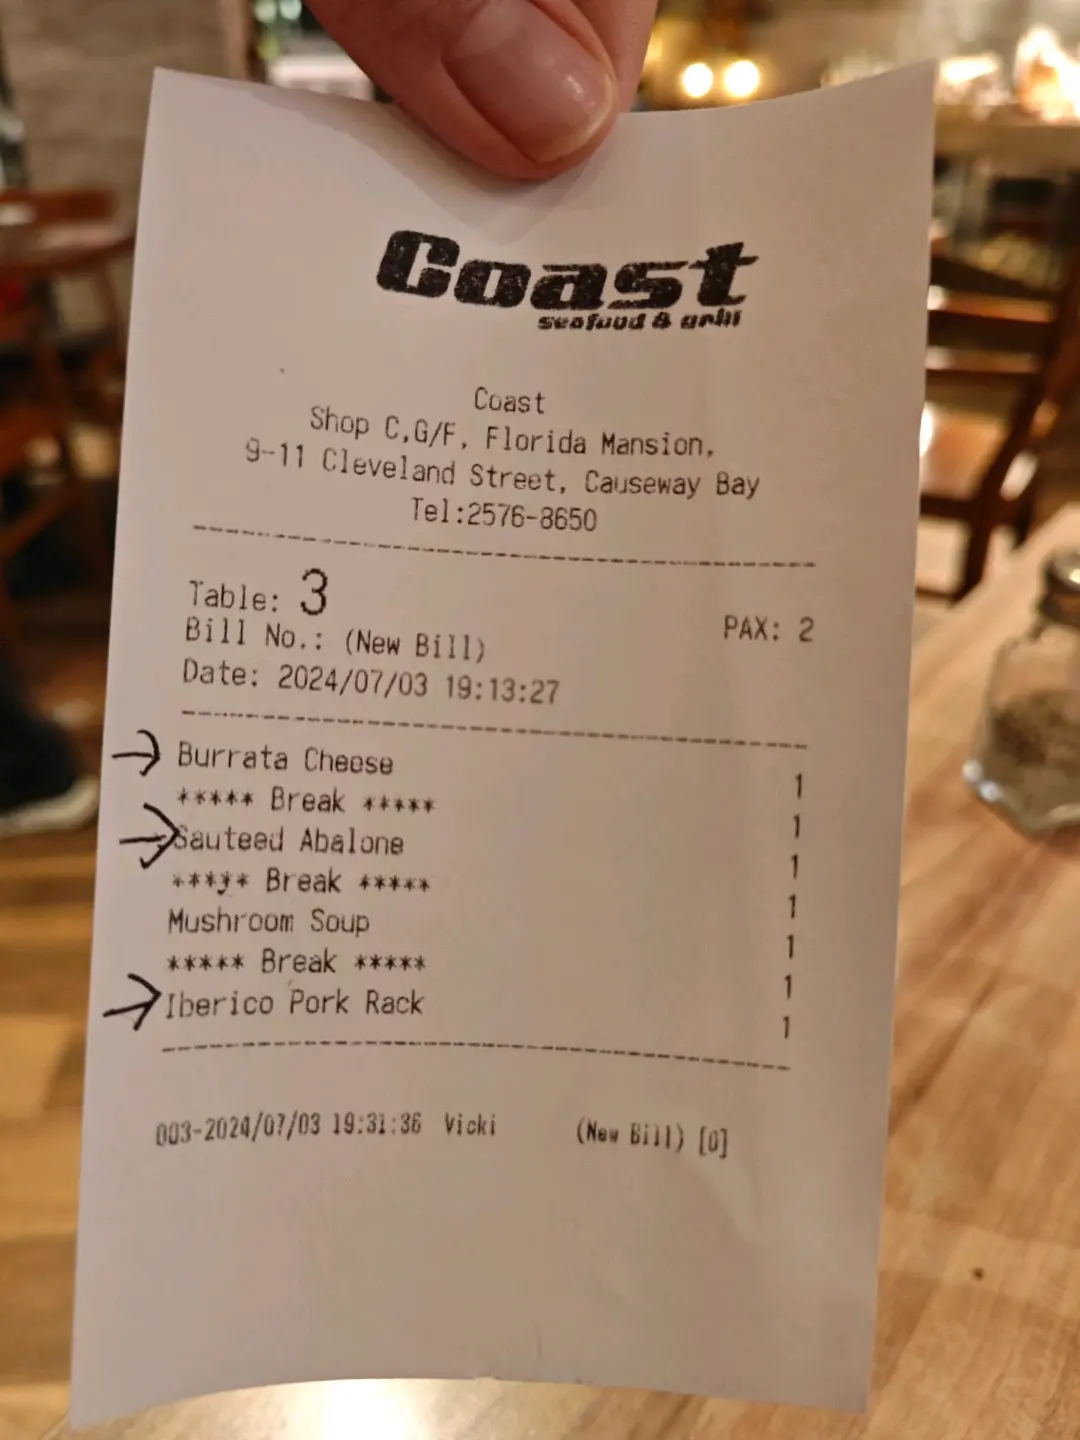 Coast
seafood & grill
Coast
Shop C,G/F, Florida Mansion,
9-11 Cleveland Street, Causeway Bay
Tel:2576-8650
Table: 3
PAX: 2
Bill No.: (New Bill)
Date: 2024/07/03 19:13:27
Burrata Cheese 1
***** Break ***** 1
Sauteed Abalone 1
***** Break ***** 1
Mushroom Soup 1
***** Break ***** 1
Iberico Pork Rack 1
003-2024/07/03 19:31:36 Vicki (New Bill) [0]